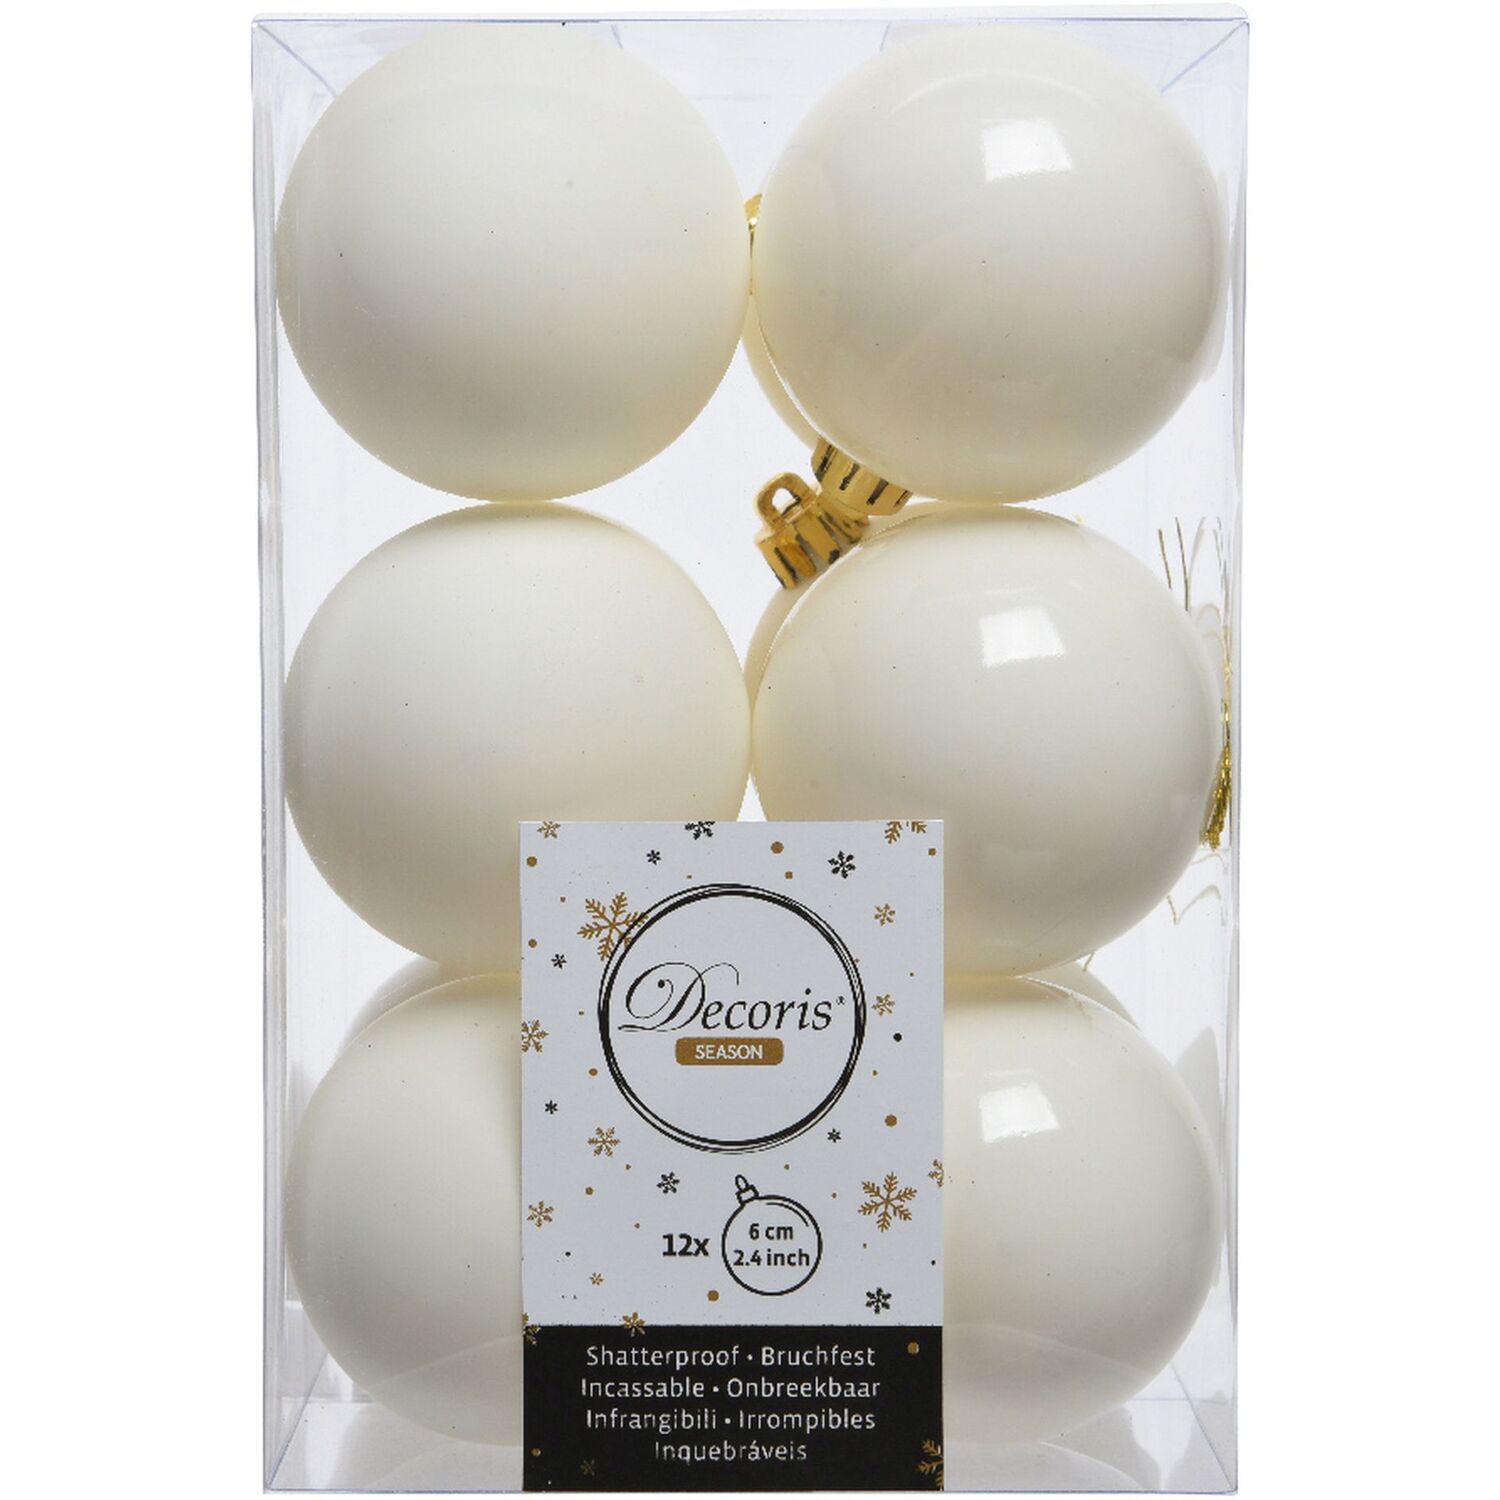 Decoris®
SEASON
12x
6 cm
2.4 inch
Shatterproof • Bruchfest
Incassable • Onbreekbaar
Infrangibili • Irrompibles
Inquebráveis